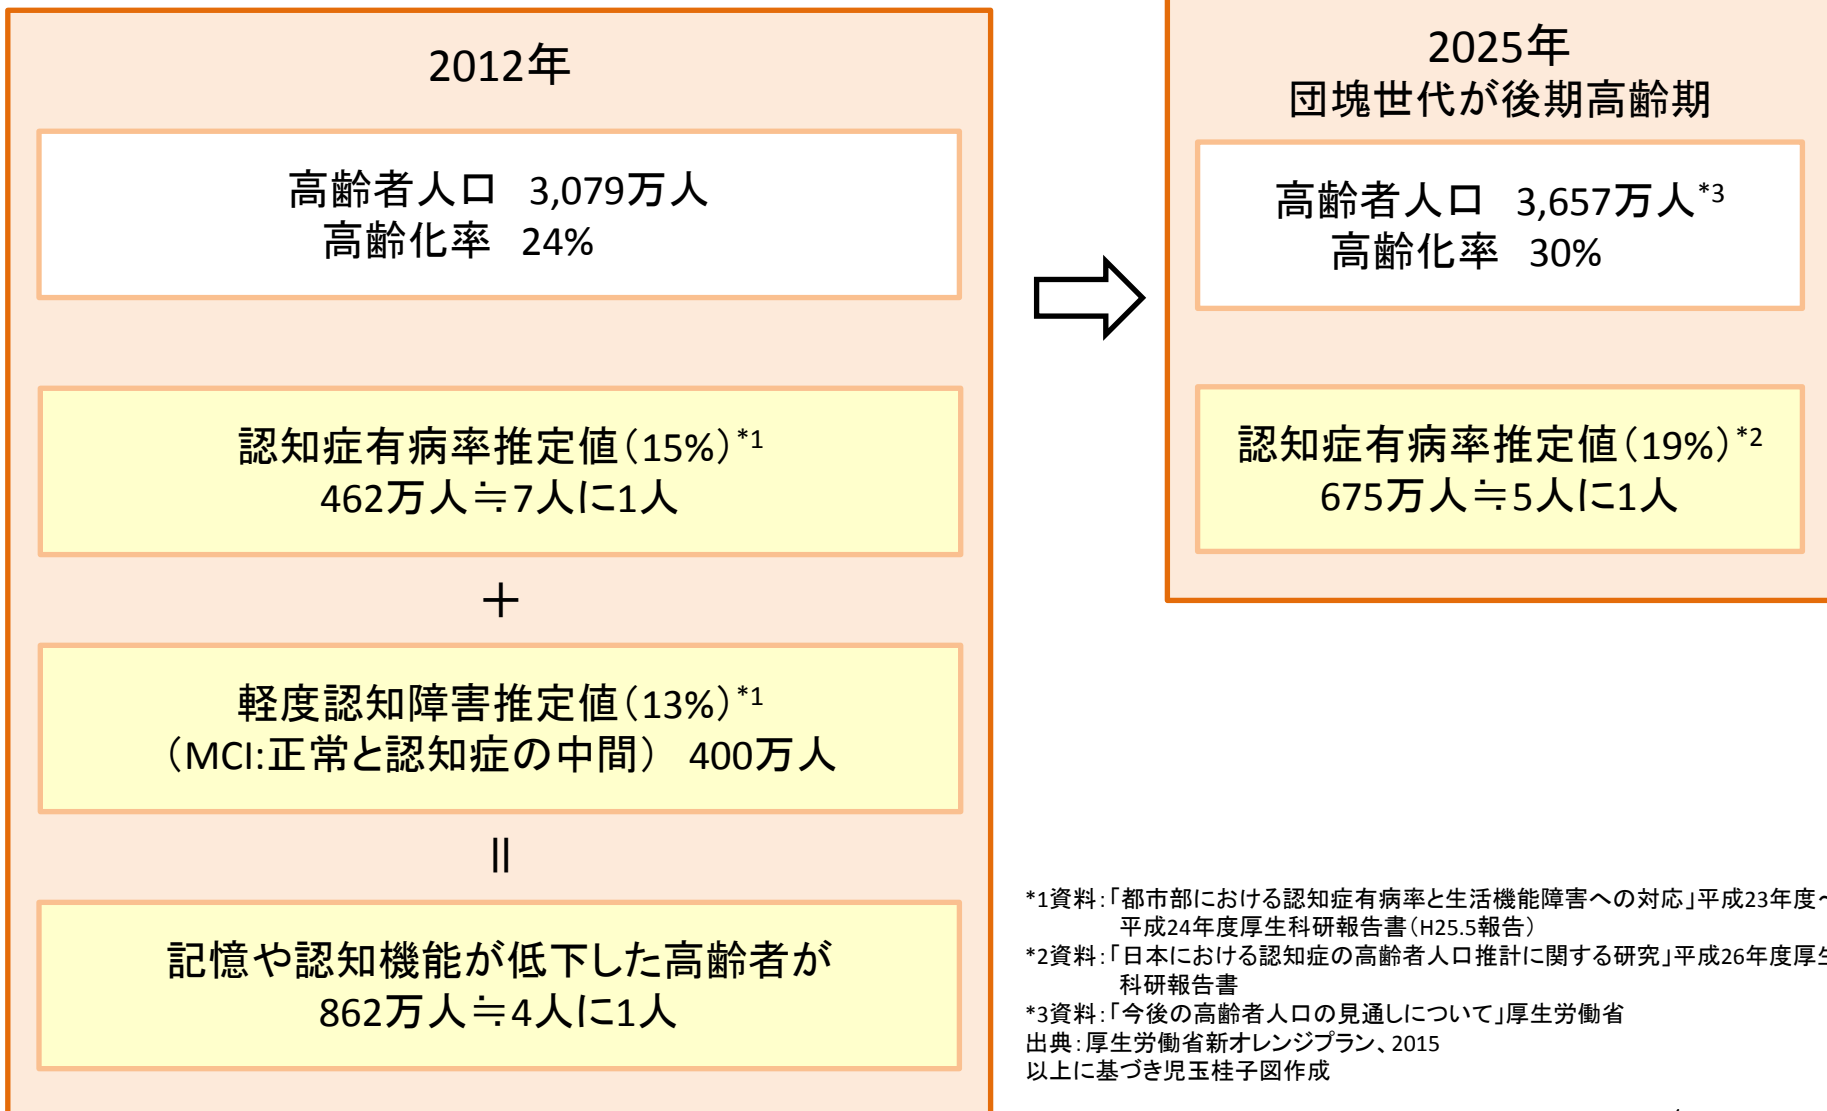 2012年
高齢者人口　3,079万人
高齢化率　24%
認知症有病率推定値（15%）*1
462万人≒7人に1人
＋
軽度認知障害推定値（13%）*1
（MCI:正常と認知症の中間）　400万人
＝
記憶や認知機能が低下した高齢者が
862万人≒4人に1人
2025年
団塊世代が後期高齢期
高齢者人口　3,657万人*3
高齢化率　30%
認知症有病率推定値（19%）*2
675万人≒5人に1人
*1資料：「都市部における認知症有病率と生活機能障害への対応」平成23年度～
平成24年度厚生科研報告書（H25.5報告）
*2資料：「日本における認知症の高齢者人口推計に関する研究」平成26年度厚生
科研報告書
*3資料：「今後の高齢者人口の見通しについて」厚生労働省
出典：厚生労働省新オレンジプラン、2015
以上に基づき児玉桂子図作成